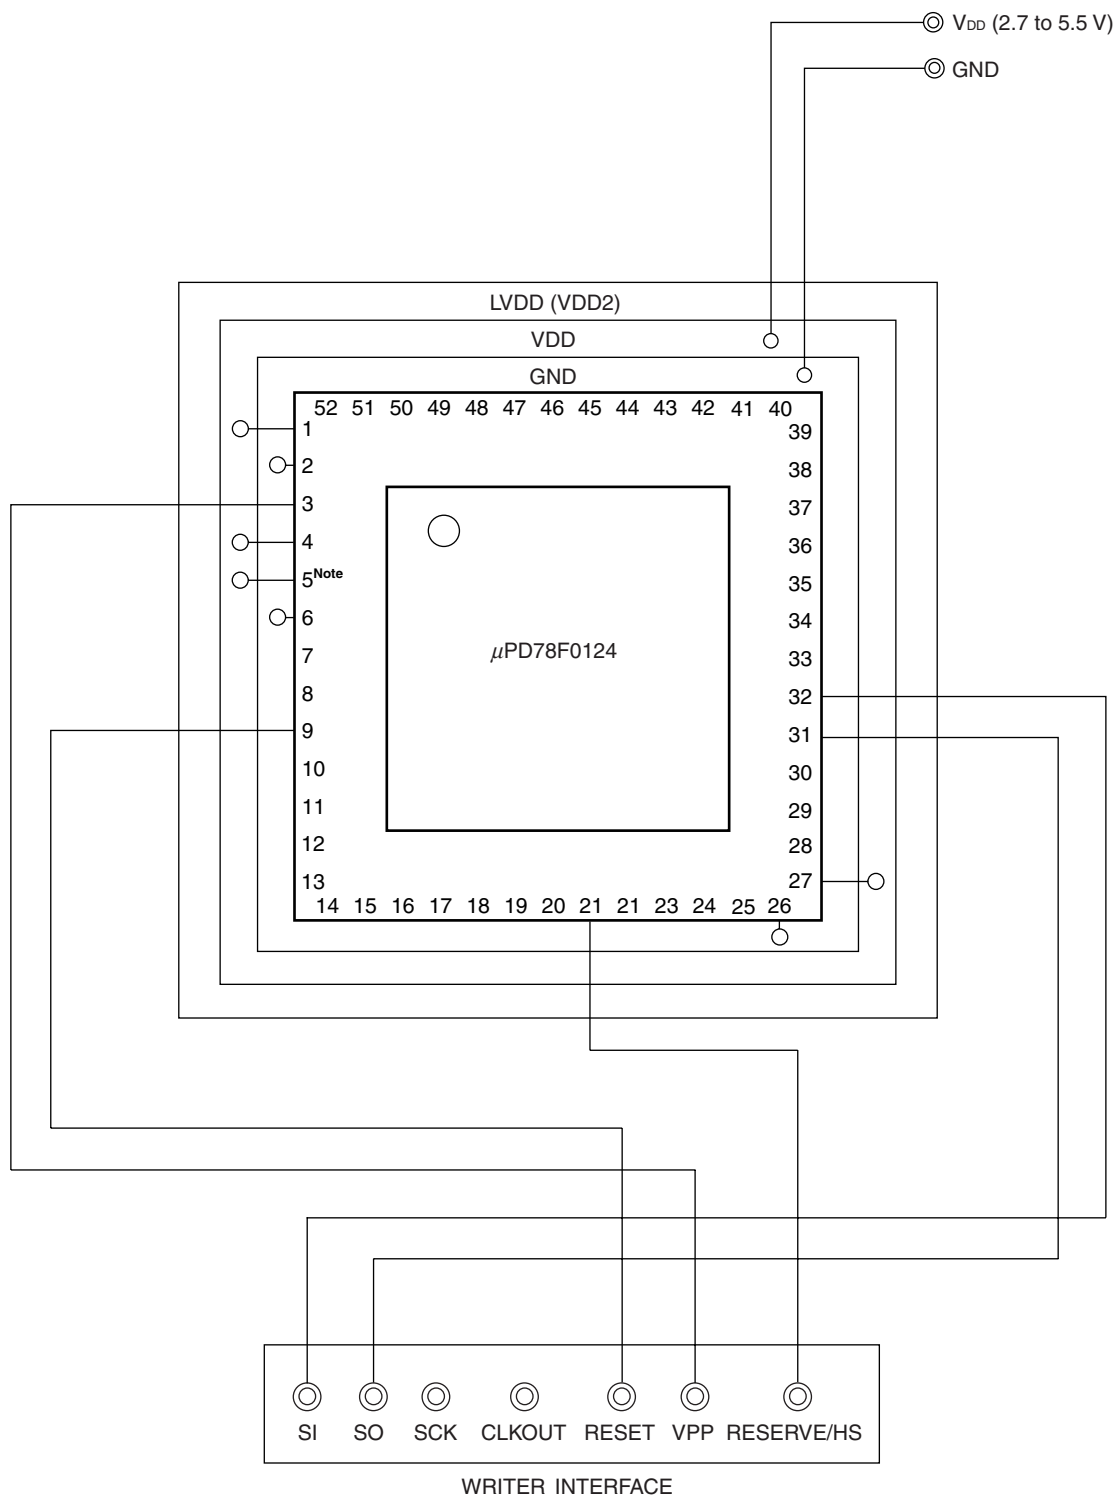 VDD (2.7 to 5.5 V)
GND
LVDD (VDD2)
VDD
GND
52 51 50 49 48 47 46 45 44 43 42 41 40
1
2
3
4
5Note
6
7
8
9
10
11
12
13
39
38
37
36
35
34
33
32
31
30
29
28
27
μPD78F0124
14 15 16 17 18 19 20 21 21 23 24 25 26
SI SO SCK CLKOUT RESET VPP RESERVE/HS
WRITER INTERFACE